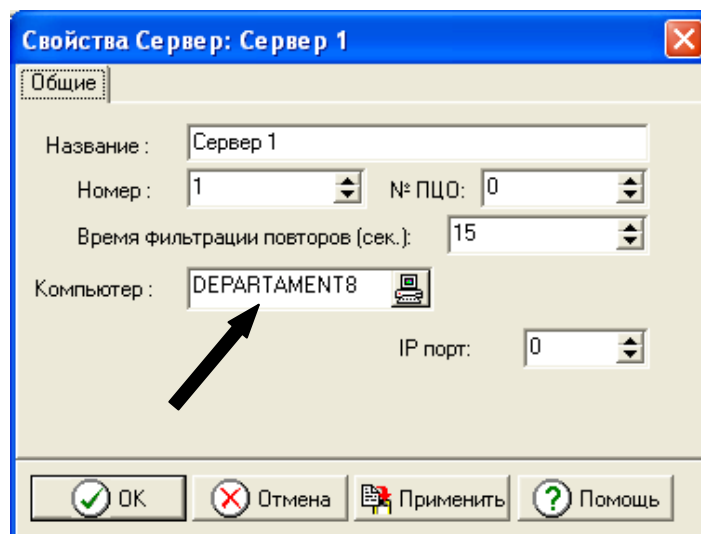 Свойства Сервер: Сервер 1
Общие
Название : Сервер 1
Номер : 1 № ПЦО: 0
Время фильтрации повторов (сек.): 15
Компьютер : DEPARTAMENT8
IP порт: 0
OK Отмена Применить Помощь